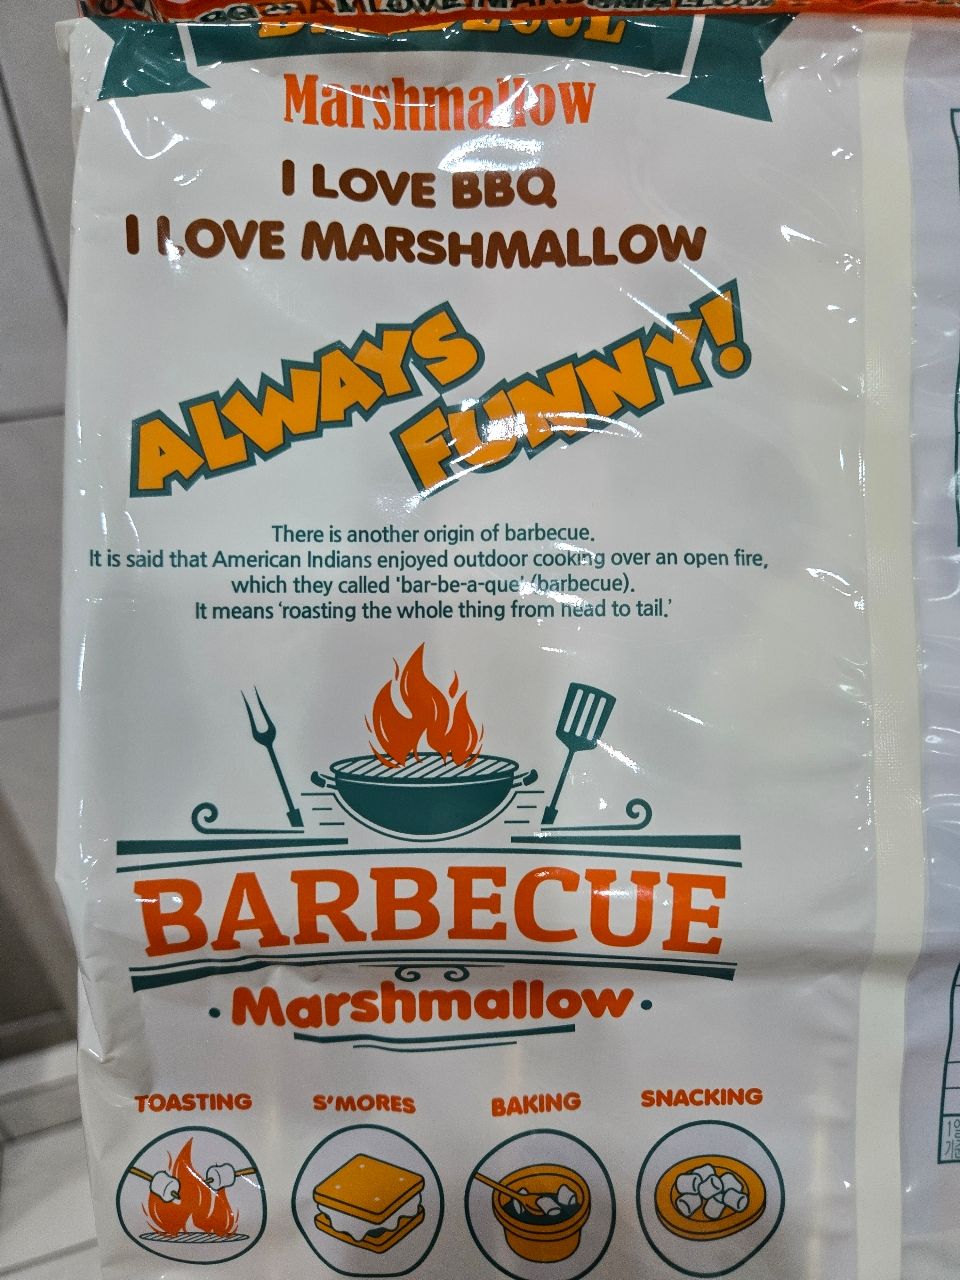 BARBECUE
Marshmallow
I LOVE BBQ
I LOVE MARSHMALLOW
ALWAYS
FUNNY!
There is another origin of barbecue.
It is said that American Indians enjoyed outdoor cooking over an open fire,
which they called 'bar-be-a-que' (barbecue).
It means ‘roasting the whole thing from head to tail.’
BARBECUE
• Marshmallow •
TOASTING S'MORES BAKING SNACKING